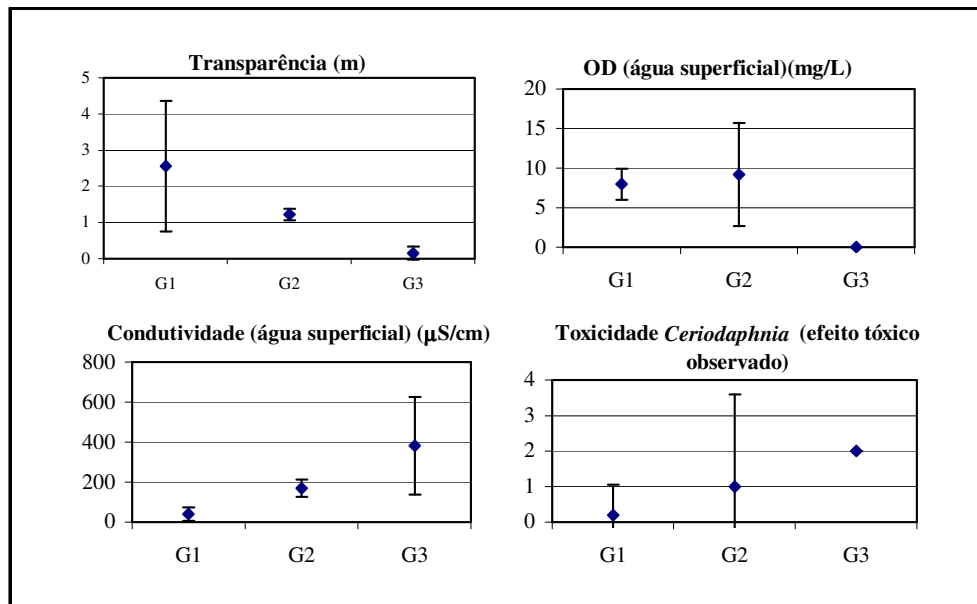 Transparência (m)
5
4
3
2
1
0
G1 G2 G3
OD (água superficial)(mg/L)
20
15
10
5
0
G1 G2 G3
Condutividade (água superficial) (µS/cm)
800
600
400
200
0
G1 G2 G3
Toxicidade Ceriodaphnia (efeito tóxico
observado)
4
3
2
1
0
G1 G2 G3